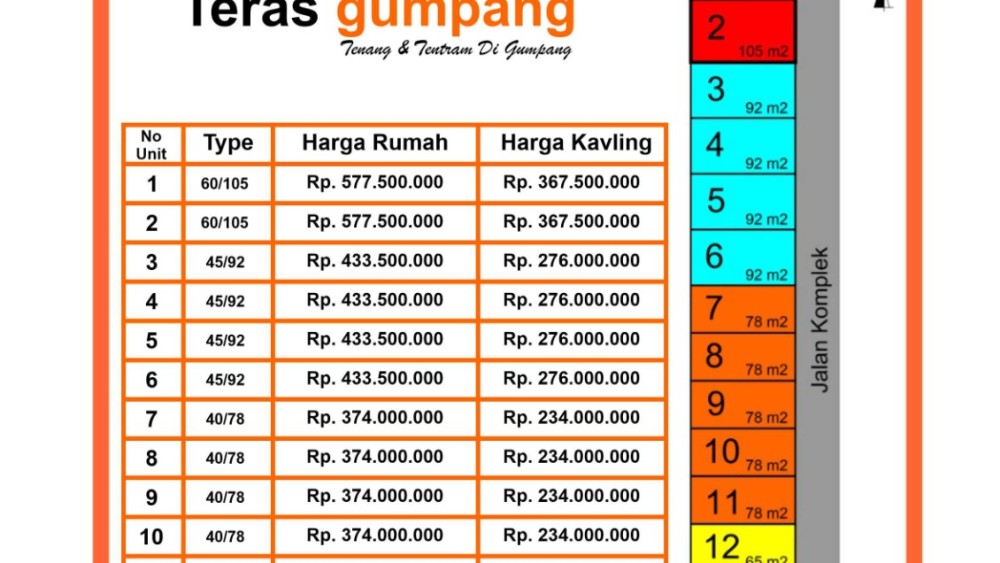 Teras gumpang
Tenang & Tentram Di Gumpang
No Unit Type Harga Rumah Harga Kavling
1 60/105 Rp. 577.500.000 Rp. 367.500.000
2 60/105 Rp. 577.500.000 Rp. 367.500.000
3 45/92 Rp. 433.500.000 Rp. 276.000.000
4 45/92 Rp. 433.500.000 Rp. 276.000.000
5 45/92 Rp. 433.500.000 Rp. 276.000.000
6 45/92 Rp. 433.500.000 Rp. 276.000.000
7 40/78 Rp. 374.000.000 Rp. 234.000.000
8 40/78 Rp. 374.000.000 Rp. 234.000.000
9 40/78 Rp. 374.000.000 Rp. 234.000.000
10 40/78 Rp. 374.000.000 Rp. 234.000.000
2 105 m2
3 92 m2
4 92 m2
5 92 m2
6 92 m2
7 78 m2
8 78 m2
9 78 m2
10 78 m2
11 78 m2
12 65 m2
Jalan Komplek